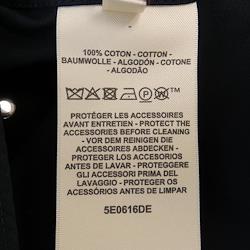 100% COTON - COTTON -
BAUMWOLLE - ALGODÓN - COTONE
- ALGODÃO
PROTÉGER LES ACCESSOIRES
AVANT ENTRETIEN - PROTECT THE
ACCESSORIES BEFORE CLEANING
- VOR DEM REINIGEN DIE
ACCESSOIRES ABDECKEN -
PROTEGER LOS ACCESORIOS
ANTES DE LAVAR - PROTEGGERE
GLI ACCESSORI PRIMA DEL
LAVAGGIO - PROTEGER OS
ACESSÓRIOS ANTES DE LIMPAR
5E0616DE